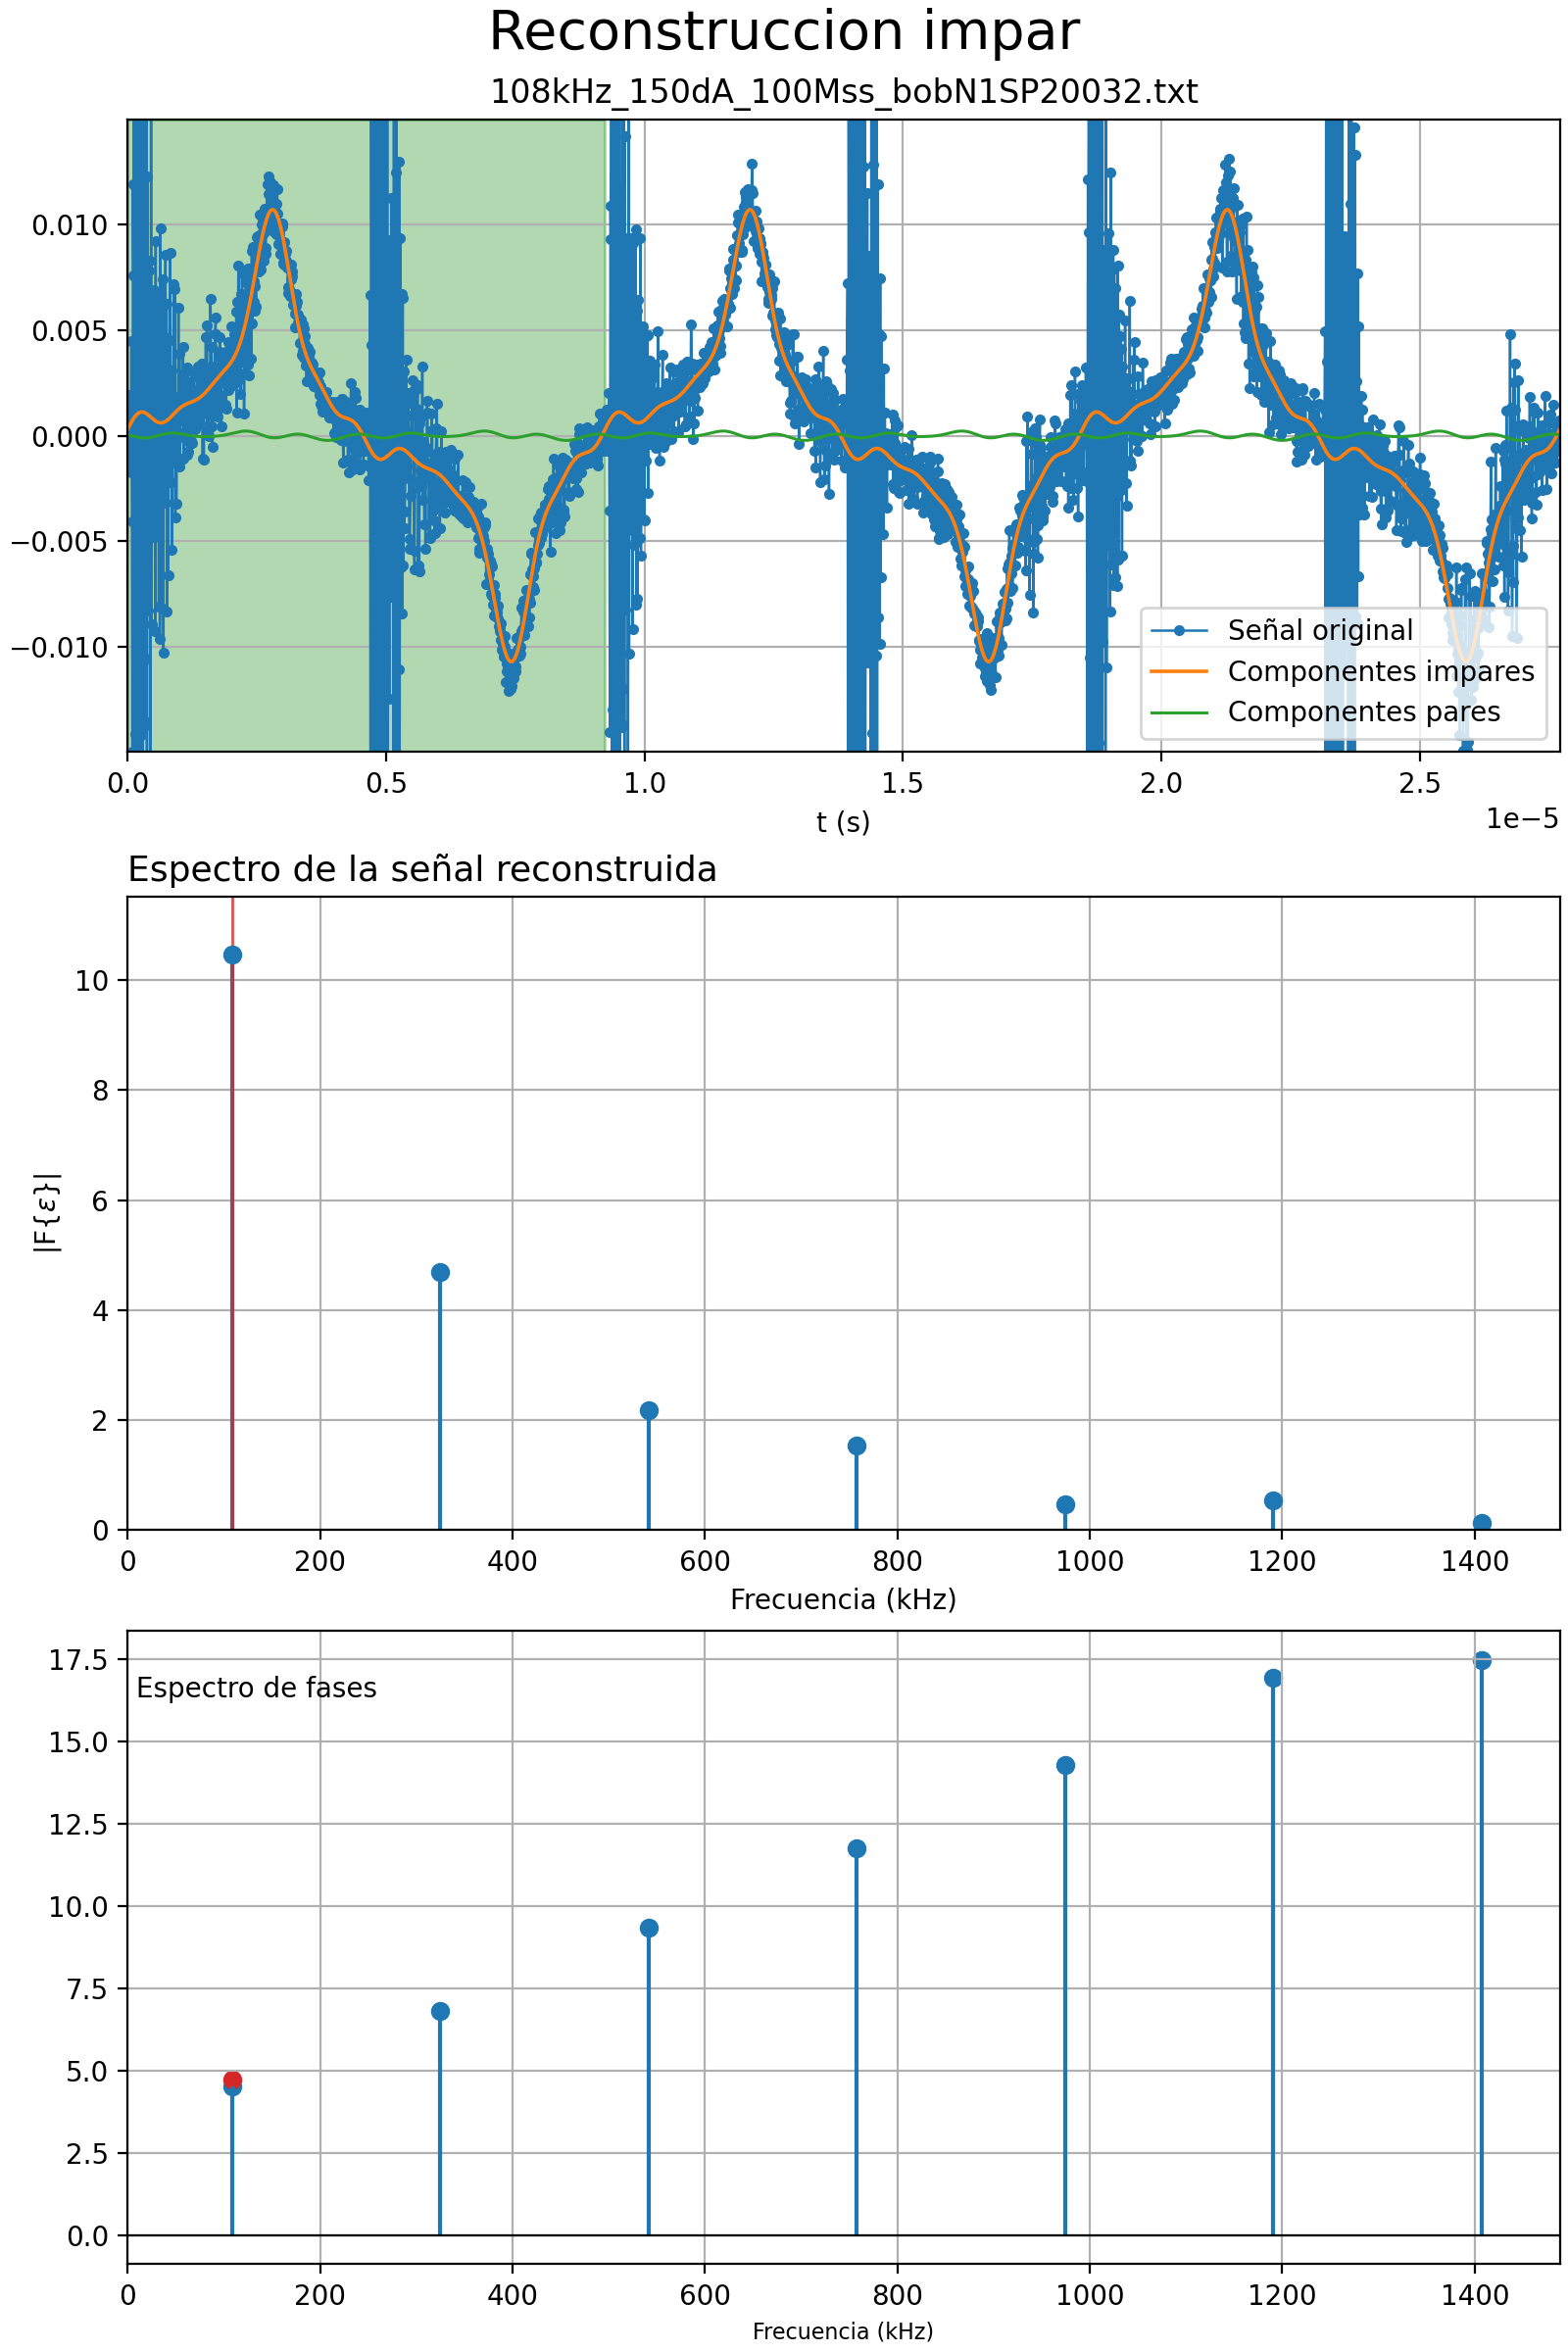 Reconstruccion impar
108kHz_150dA_100Mss_bobN1SP20032.txt
0.010
0.005
0.000
−0.005
−0.010
Señal original
Componentes impares
Componentes pares
0.0 0.5 1.0 1.5 2.0 2.5
1e−5
t (s)
Espectro de la señal reconstruida
10
8
6
4
2
0
|F{ε}|
0 200 400 600 800 1000 1200 1400
Frecuencia (kHz)
17.5
Espectro de fases
15.0
12.5
10.0
7.5
5.0
2.5
0.0
0 200 400 600 800 1000 1200 1400
Frecuencia (kHz)